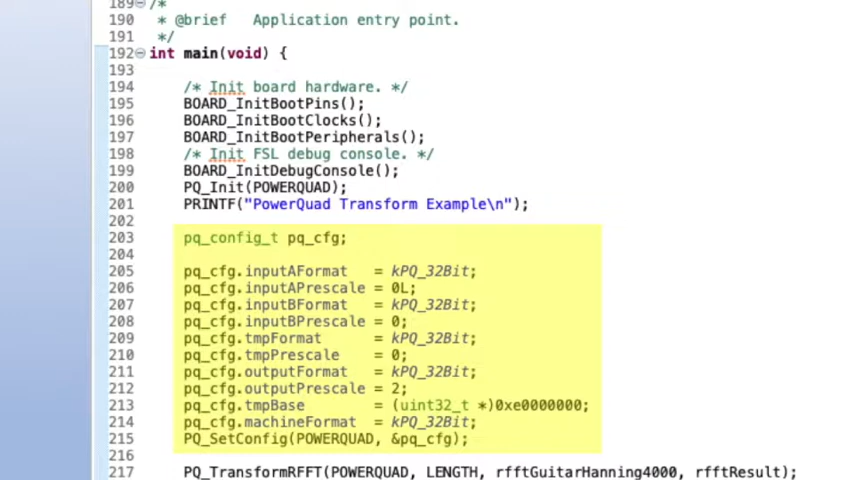 189 /*
190  * @brief   Application entry point.
191  */
192 int main(void) {
193
194     /* Init board hardware. */
195     BOARD_InitBootPins();
196     BOARD_InitBootClocks();
197     BOARD_InitBootPeripherals();
198     /* Init FSL debug console. */
199     BOARD_InitDebugConsole();
200     PQ_Init(POWERQUAD);
201     PRINTF("PowerQuad Transform Example\n");
202
203     pq_config_t pq_cfg;
204
205     pq_cfg.inputAFormat   = kPQ_32Bit;
206     pq_cfg.inputAPrescale = 0L;
207     pq_cfg.inputBFormat   = kPQ_32Bit;
208     pq_cfg.inputBPrescale = 0;
209     pq_cfg.tmpFormat      = kPQ_32Bit;
210     pq_cfg.tmpPrescale    = 0;
211     pq_cfg.outputFormat   = kPQ_32Bit;
212     pq_cfg.outputPrescale = 2;
213     pq_cfg.tmpBase        = (uint32_t *)0xe0000000;
214     pq_cfg.machineFormat  = kPQ_32Bit;
215     PQ_SetConfig(POWERQUAD, &pq_cfg);
216
217     PQ_TransformRFFT(POWERQUAD, LENGTH, rfftGuitarHanning4000, rfftResult);